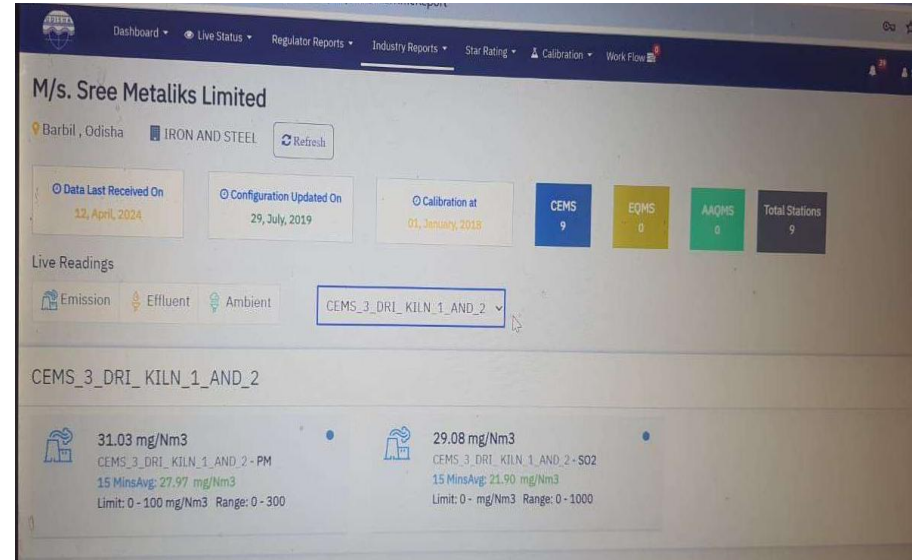 ODISHA
Dashboard Live Status Regulator Reports Industry Reports Star Rating Calibration Work Flow 0
M/s. Sree Metaliks Limited
Barbil , Odisha IRON AND STEEL Refresh
Data Last Received On
12, April, 2024
Configuration Updated On
29, July, 2019
Calibration at
01, January, 2018
CEMS
9
EQMS
0
AAQMS
0
Total Stations
9
Live Readings
Emission Effluent Ambient CEMS_3_DRI_ KILN_1_AND_2
CEMS_3_DRI_ KILN_1_AND_2
31.03 mg/Nm3
CEMS_3_DRI_ KILN_1_AND_2 - PM
15 MinsAvg: 27.97 mg/Nm3
Limit: 0 - 100 mg/Nm3 Range: 0 - 300
29.08 mg/Nm3
CEMS_3_DRI_ KILN_1_AND_2 - SO2
15 MinsAvg: 21.90 mg/Nm3
Limit: 0 - mg/Nm3 Range: 0 - 1000